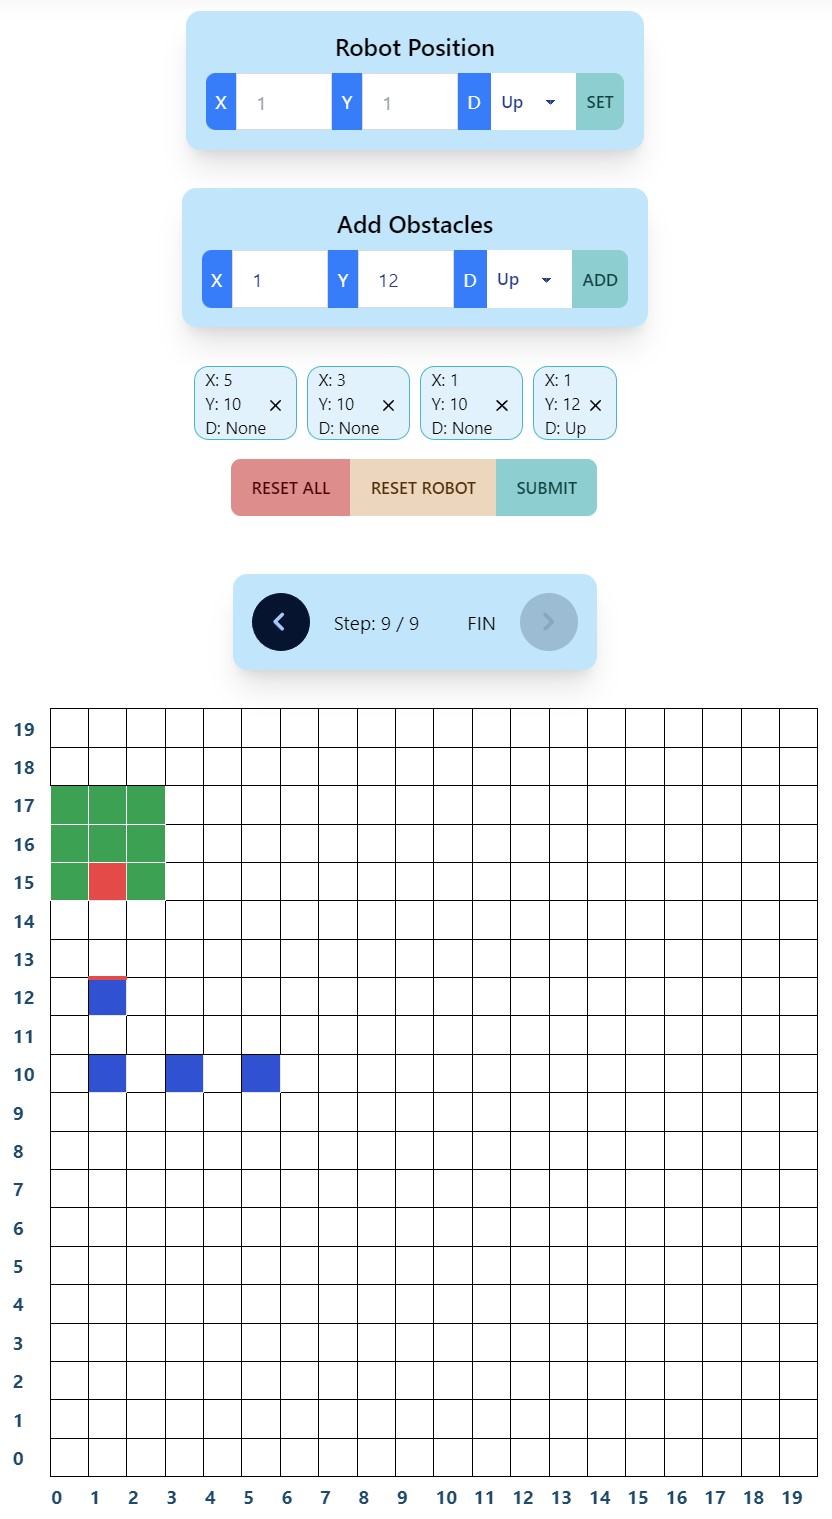 Robot Position
X 1 Y 1 D Up SET
Add Obstacles
X 1 Y 12 D Up ADD
X: 5
Y: 10
D: None
X: 3
Y: 10
D: None
X: 1
Y: 10
D: None
X: 1
Y: 12
D: Up
RESET ALL RESET ROBOT SUBMIT
Step: 9 / 9 FIN
19
18
17
16
15
14
13
12
11
10
9
8
7
6
5
4
3
2
1
0
0 1 2 3 4 5 6 7 8 9 10 11 12 13 14 15 16 17 18 19